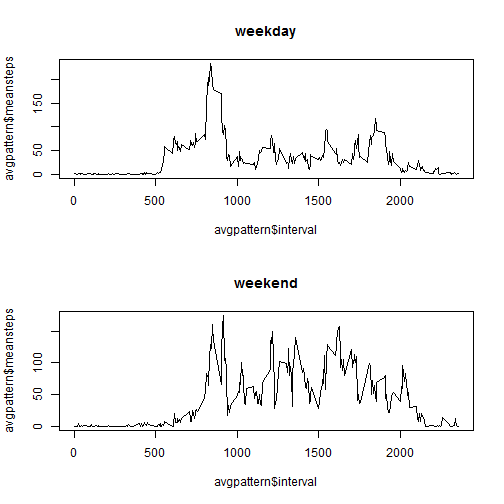 weekday
avgpattern$meansteps
0 50 150
0 500 1000 1500 2000
avgpattern$interval
weekend
avgpattern$meansteps
0 50 100
0 500 1000 1500 2000
avgpattern$interval